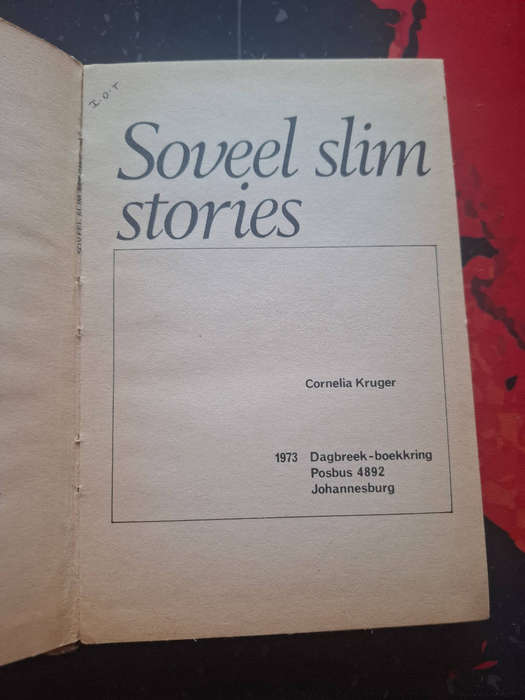 I.O.T
Soveel slim
stories
Cornelia Kruger
1973 Dagbreek-boekkring
Posbus 4892
Johannesburg